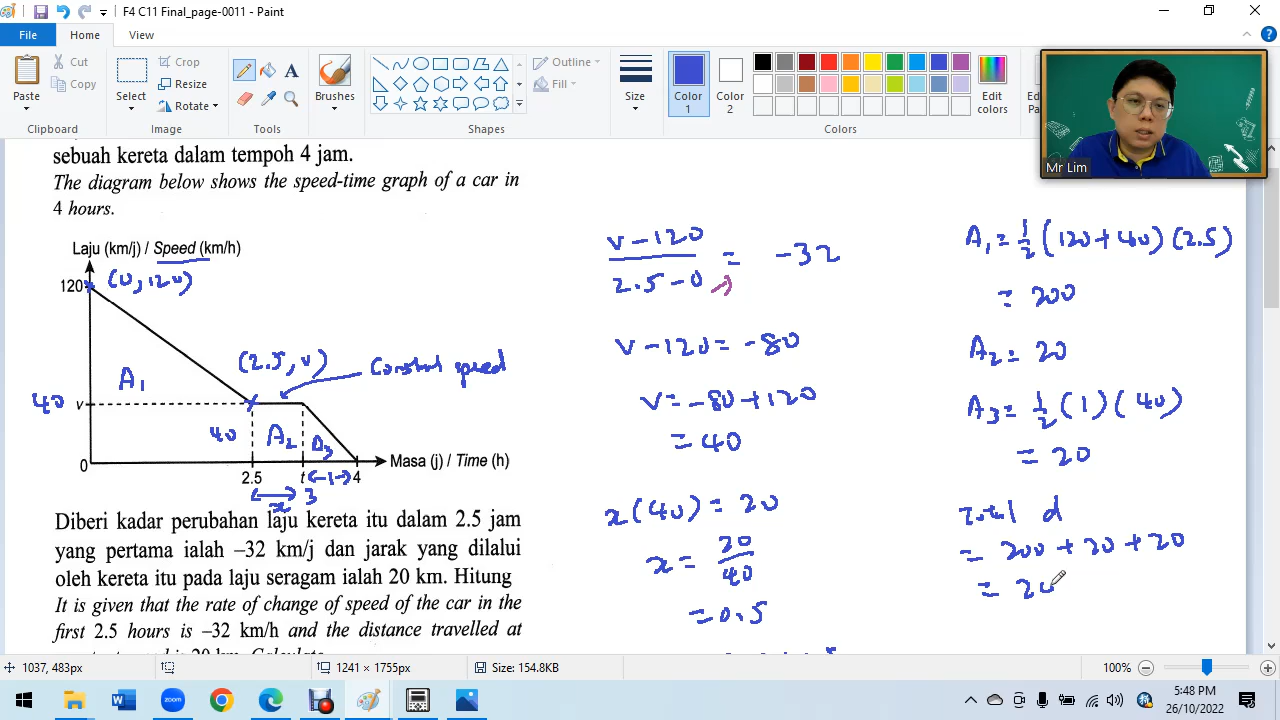 F4 C11 Final_page-0011 - Paint
File
Home
View
Paste
Cut
Copy
Clipboard
Select
Crop
Resize
Rotate
Image
A
Tools
Brushes
Shapes
Outline
Fill
Size
Color 1
Color 2
Edit colors
Colors
Mr Lim
sebuah kereta dalam tempoh 4 jam.
The diagram below shows the speed-time graph of a car in
4 hours.
Laju (km/j) / Speed (km/h)
120
(0, 120)
(2.5, v)
Constant speed
A1
40
v
40
A2
A3
0
2.5
t
←1→
4
Masa (j) / Time (h)
x
3
Diberi kadar perubahan laju kereta itu dalam 2.5 jam
yang pertama ialah –32 km/j dan jarak yang dilalui
oleh kereta itu pada laju seragam ialah 20 km. Hitung
It is given that the rate of change of speed of the car in the
first 2.5 hours is –32 km/h and the distance travelled at
v - 120
2.5 - 0
= -32
v - 120 = -80
v = -80 + 120
= 40
x(40) = 20
x = 20/40
= 0.5
A1 = 1/2 (120 + 40)(2.5)
= 200
A2 = 20
A3 = 1/2 (1)(40)
= 20
Total d
= 200 + 20 + 20
= 24
1037, 483px
1241 × 1755px
Size: 154.8KB
100%
5:48 PM
26/10/2022